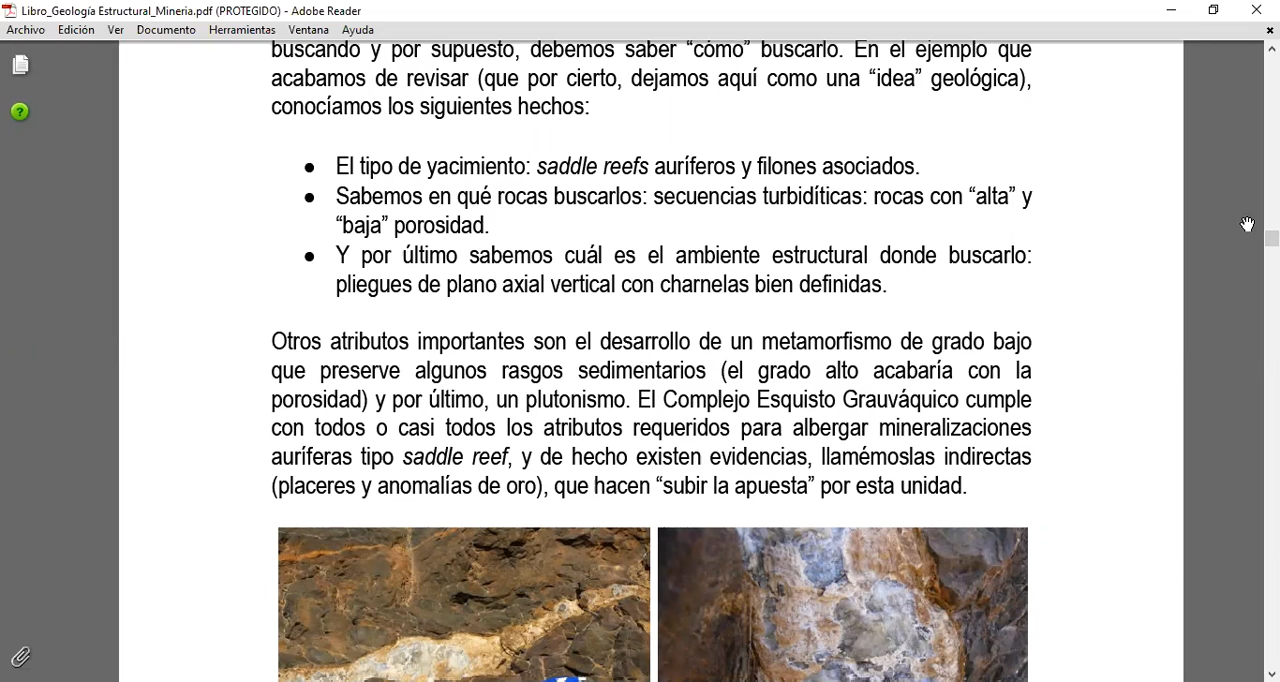 Libro_Geología Estructural_Mineria.pdf (PROTEGIDO) - Adobe Reader
Archivo Edición Ver Documento Herramientas Ventana Ayuda
buscando y por supuesto, debemos saber “cómo” buscarlo. En el ejemplo que
acabamos de revisar (que por cierto, dejamos aquí como una “idea” geológica),
conocíamos los siguientes hechos:
● El tipo de yacimiento: saddle reefs auríferos y filones asociados.
● Sabemos en qué rocas buscarlos: secuencias turbidíticas: rocas con “alta” y
“baja” porosidad.
● Y por último sabemos cuál es el ambiente estructural donde buscarlo:
pliegues de plano axial vertical con charnelas bien definidas.
Otros atributos importantes son el desarrollo de un metamorfismo de grado bajo
que preserve algunos rasgos sedimentarios (el grado alto acabaría con la
porosidad) y por último, un plutonismo. El Complejo Esquisto Grauváquico cumple
con todos o casi todos los atributos requeridos para albergar mineralizaciones
auríferas tipo saddle reef, y de hecho existen evidencias, llamémoslas indirectas
(placeres y anomalías de oro), que hacen “subir la apuesta” por esta unidad.